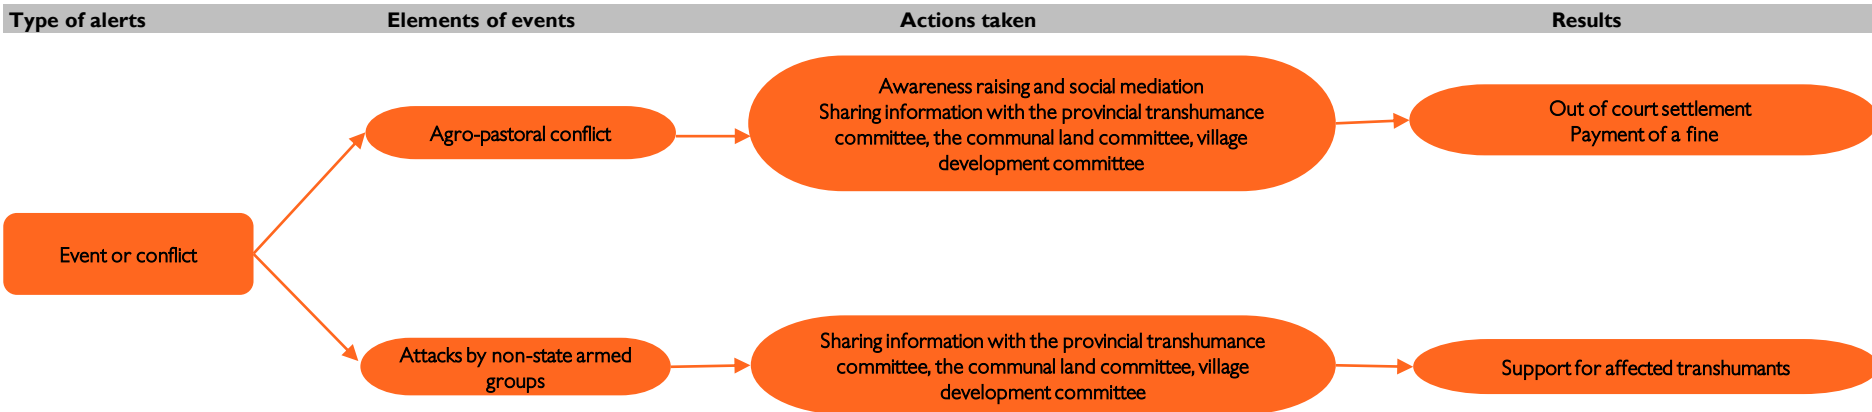 Type of alerts
Elements of events
Actions taken
Results
Awareness raising and social mediation
Sharing information with the provincial transhumance
committee, the communal land committee, village
development committee
Out of court settlement
Payment of a fine
Agro-pastoral conflict
Event or conflict
Attacks by non-state armed
groups
Sharing information with the provincial transhumance
committee, the communal land committee, village
development committee
Support for affected transhumants